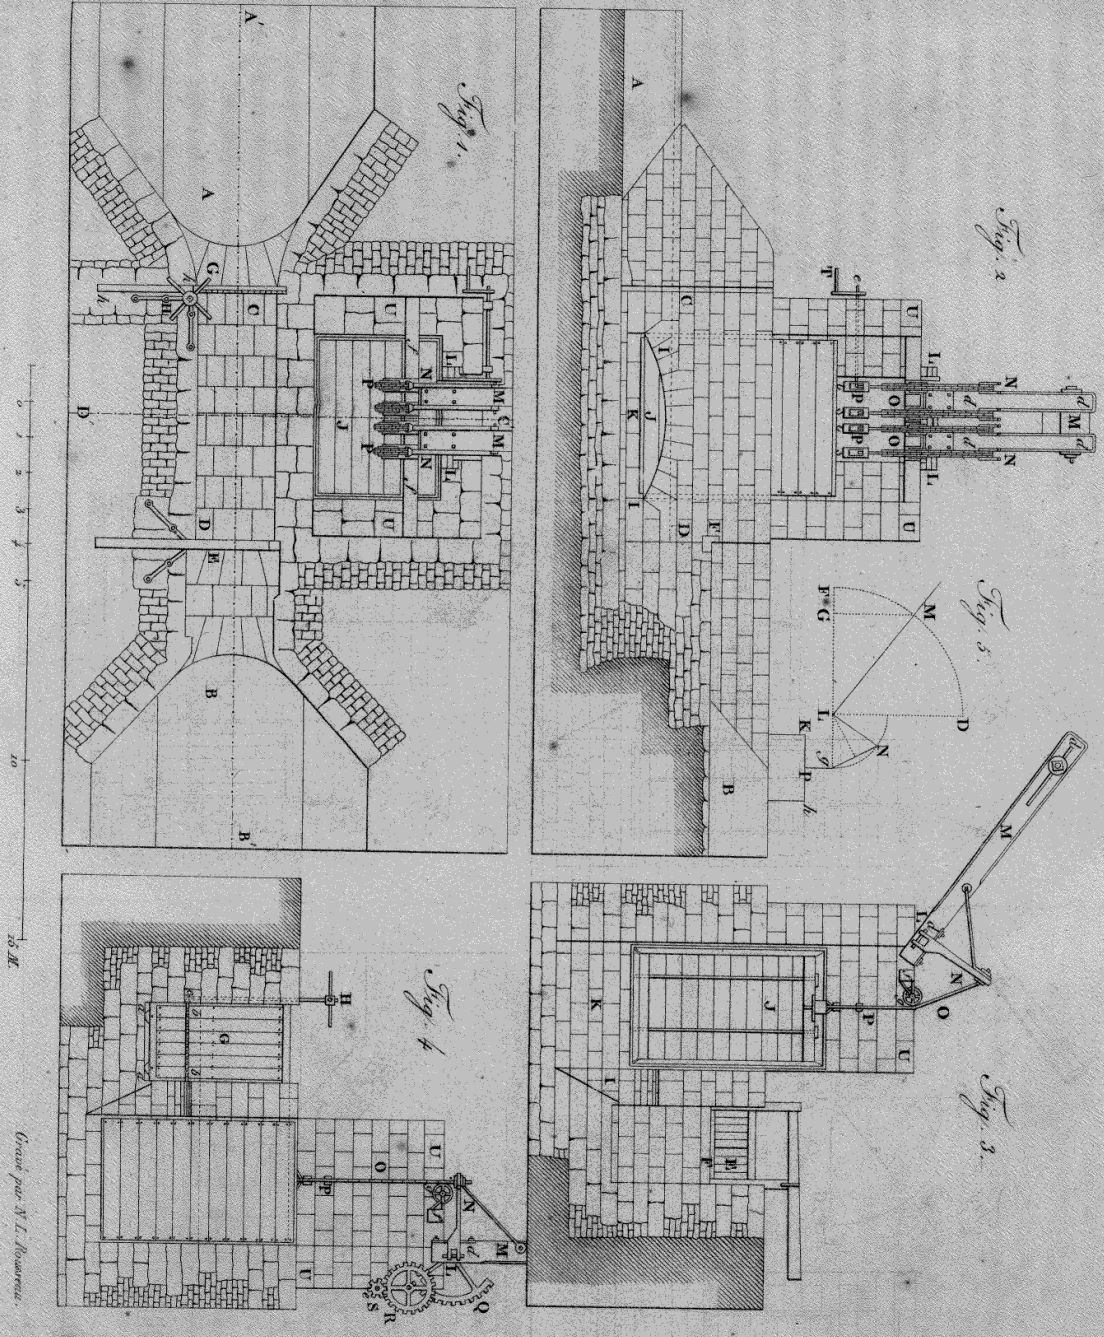 Fig. 1.
A'
A
G
h
h
H
C
U
J
L
N
M
P
f
C
M
P
N
f
L
U
D'
D
E
B
B'
0
1
2
3
4
5
10
15 M.
Fig. 2
A
C
T
e
U
L
N
I
J
K
P
O
d
d
M
P
O
d
N
L
I
D
F
U
B
K
P
h
Fig. 5.
F
G
M
L
D
g
N
Fig. 3.
d
M
L
d
N
O
P
U
K
J
I
E
F
Fig. 4
H
G
U
O
P
N
d
M
L
U
Q
R
S
Gravé par N. L. Rousseau.